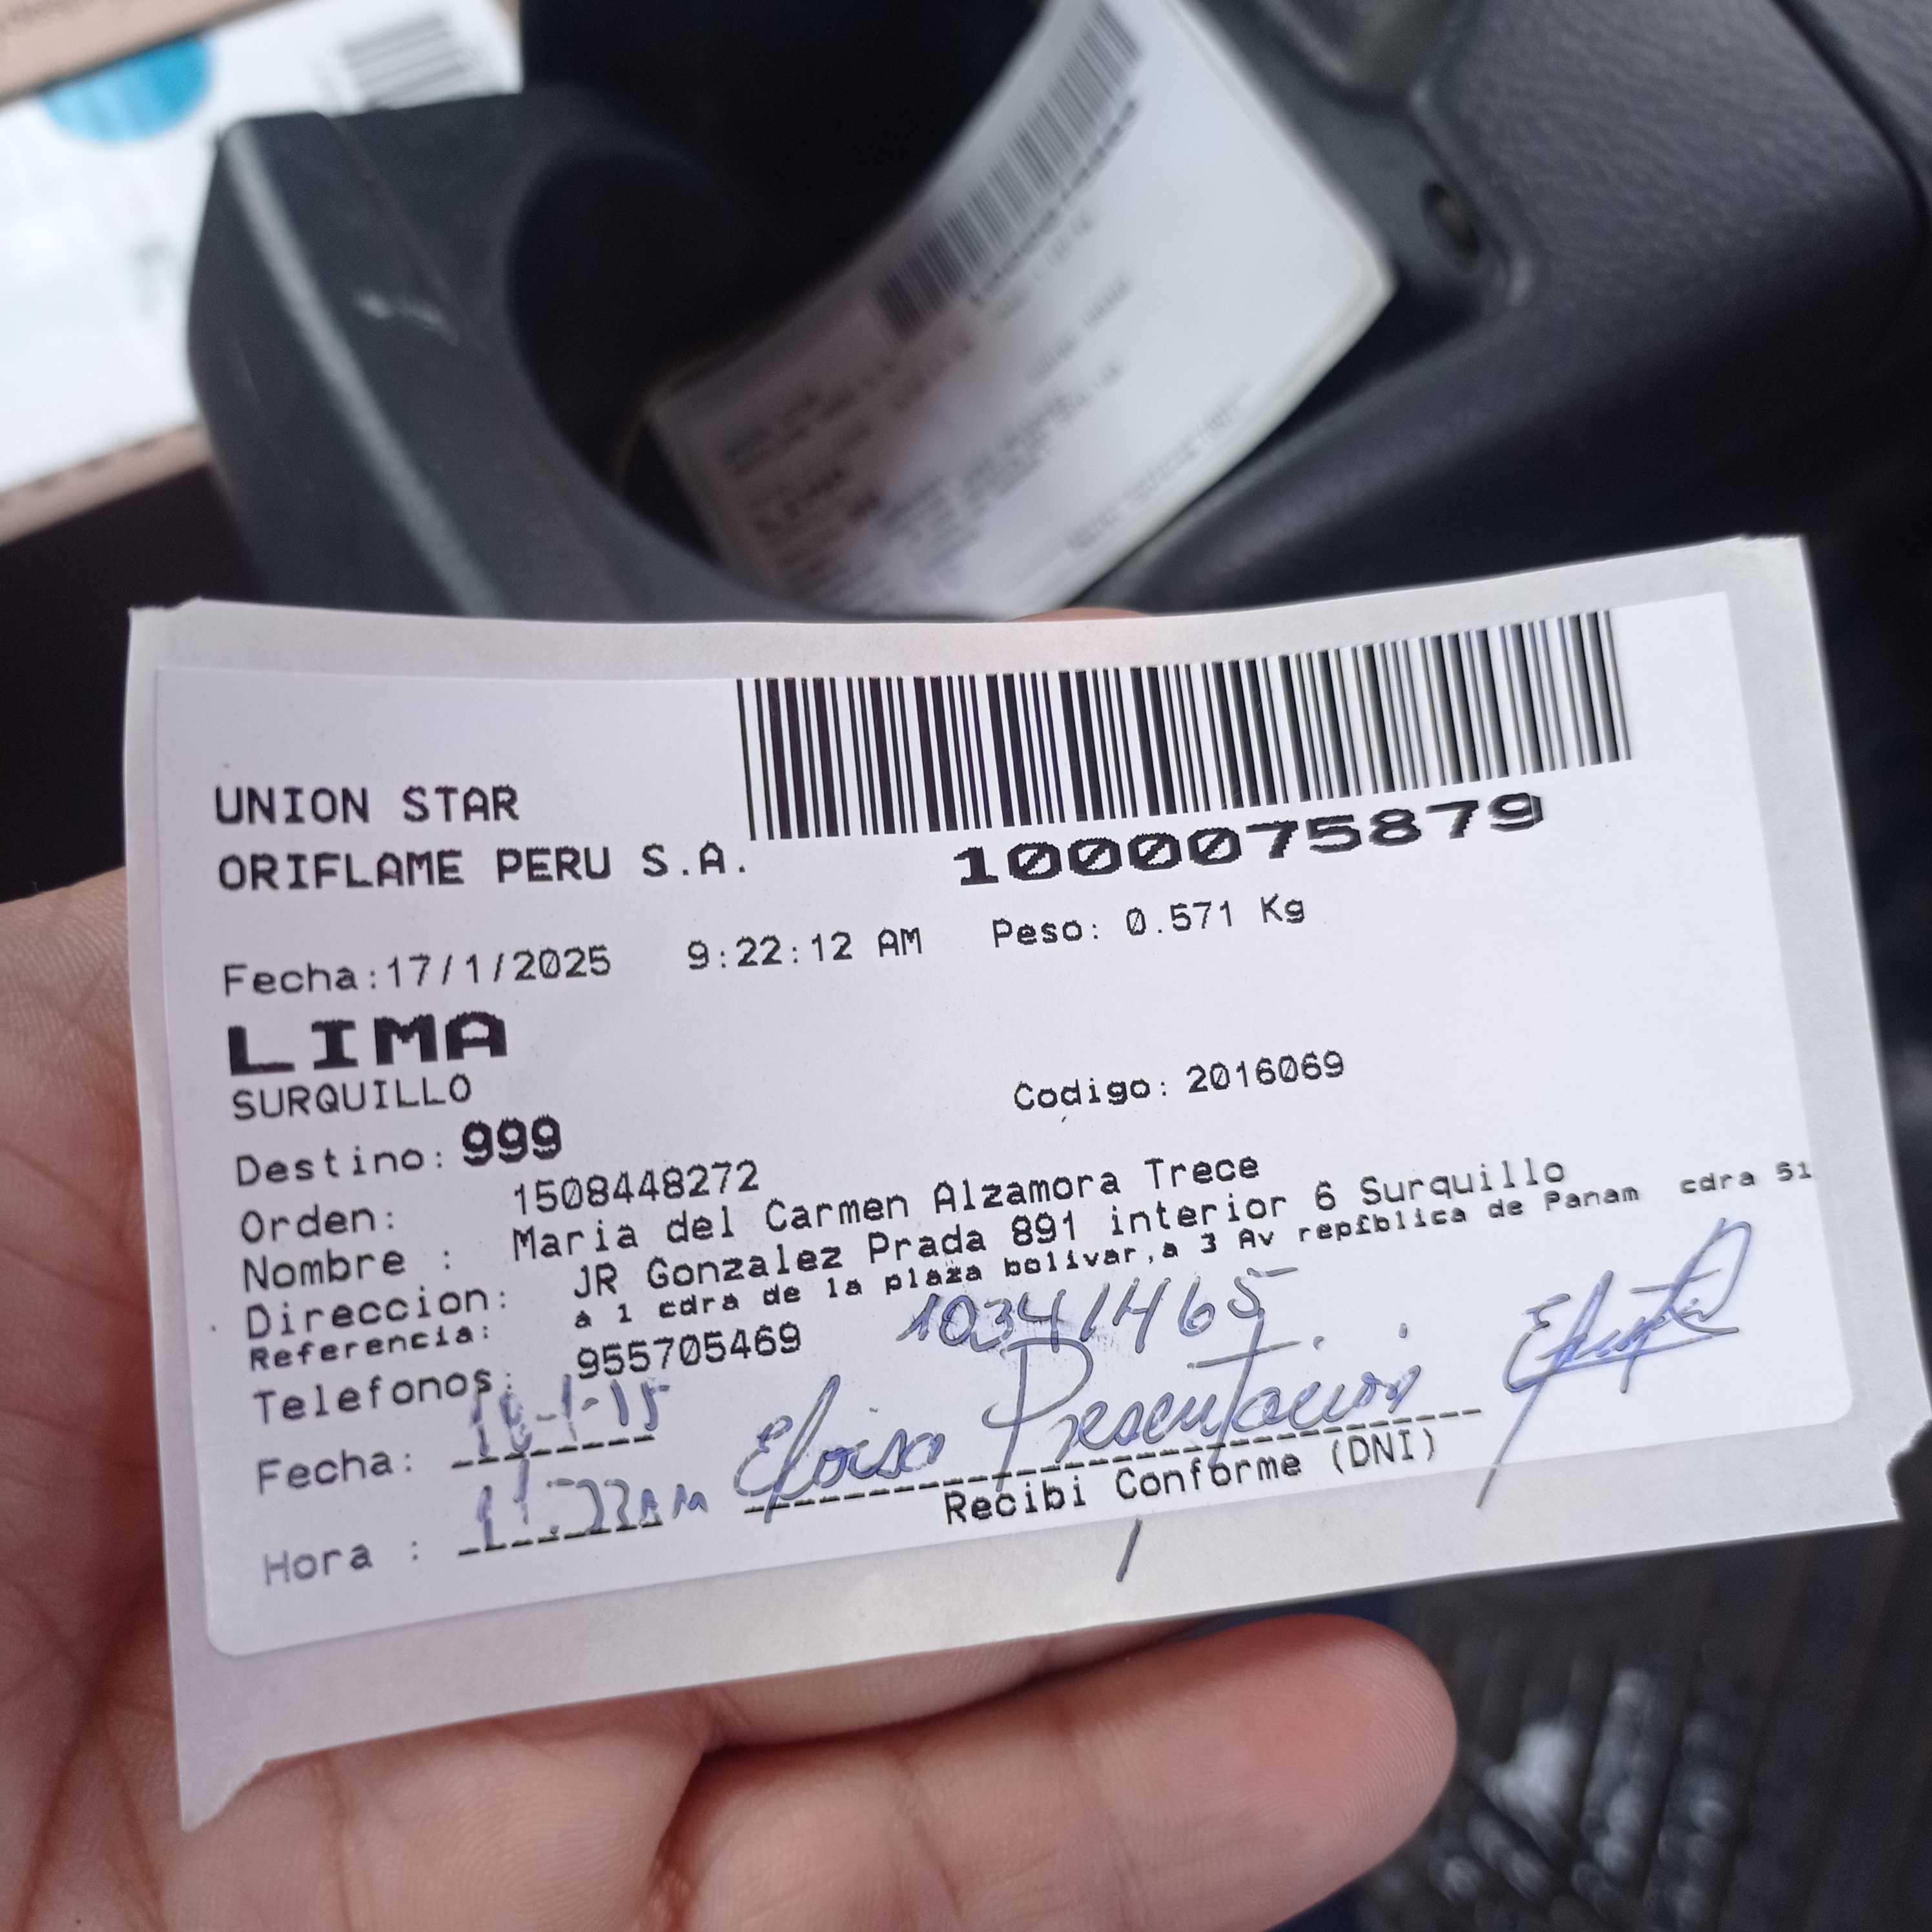 UNION STAR
ORIFLAME PERU S.A.
1000075879
Fecha:17/1/2025 9:22:12 AM Peso: 0.571 Kg
LIMA
SURQUILLO
Codigo: 2016069
Destino: 999
Orden: 1508448272
Nombre : Maria del Carmen Alzamora Trece
Direccion: JR Gonzalez Prada 891 interior 6 Surquillo
Referencia: a 1 cdra de la plaza bolivar,a 3 Av repfblica de Panam cdra 51
Telefonos: 955705469
10341465
Fecha:
Eloisa Presentacion
Hora :
Recibi Conforme (DNI)